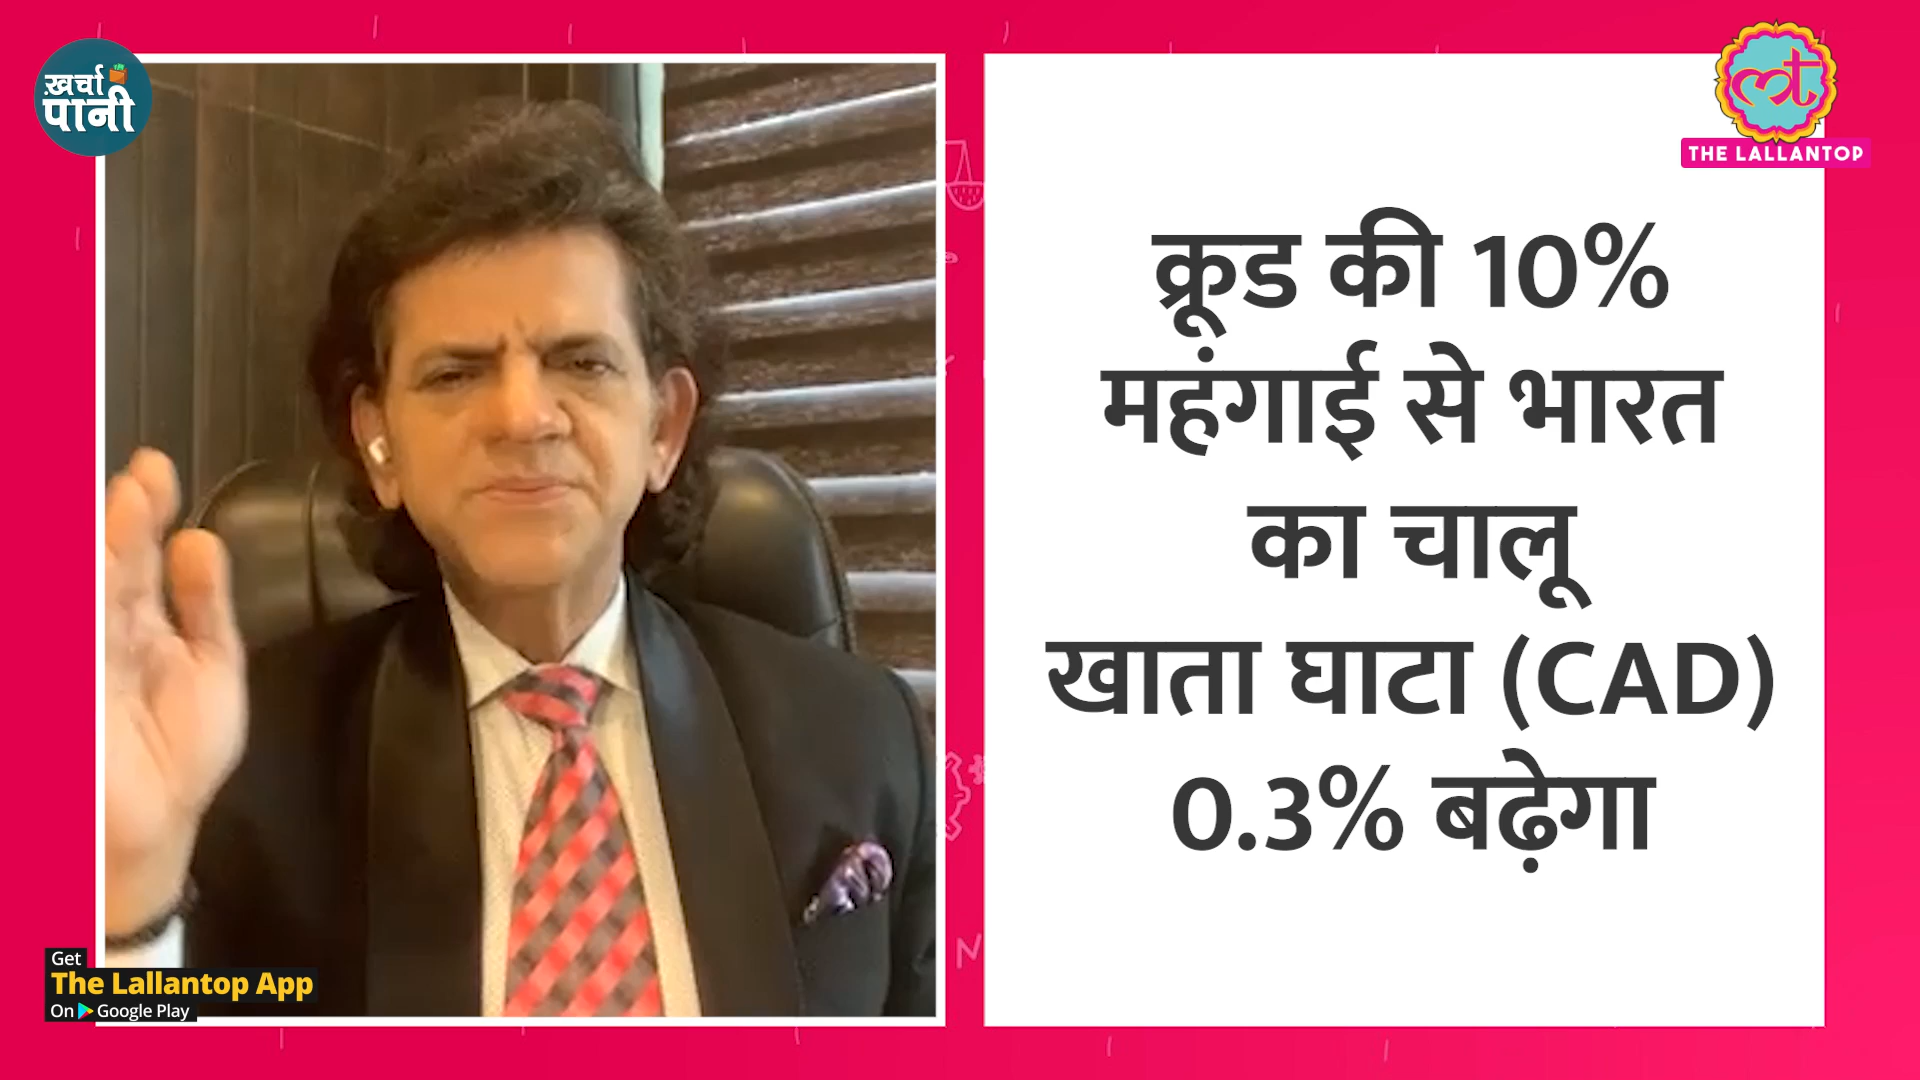 ख़र्चा
पानी
THE LALLANTOP
क्रूड की 10%
महंगाई से भारत
का चालू
खाता घाटा (CAD)
0.3% बढ़ेगा
Get
The Lallantop App
On Google Play